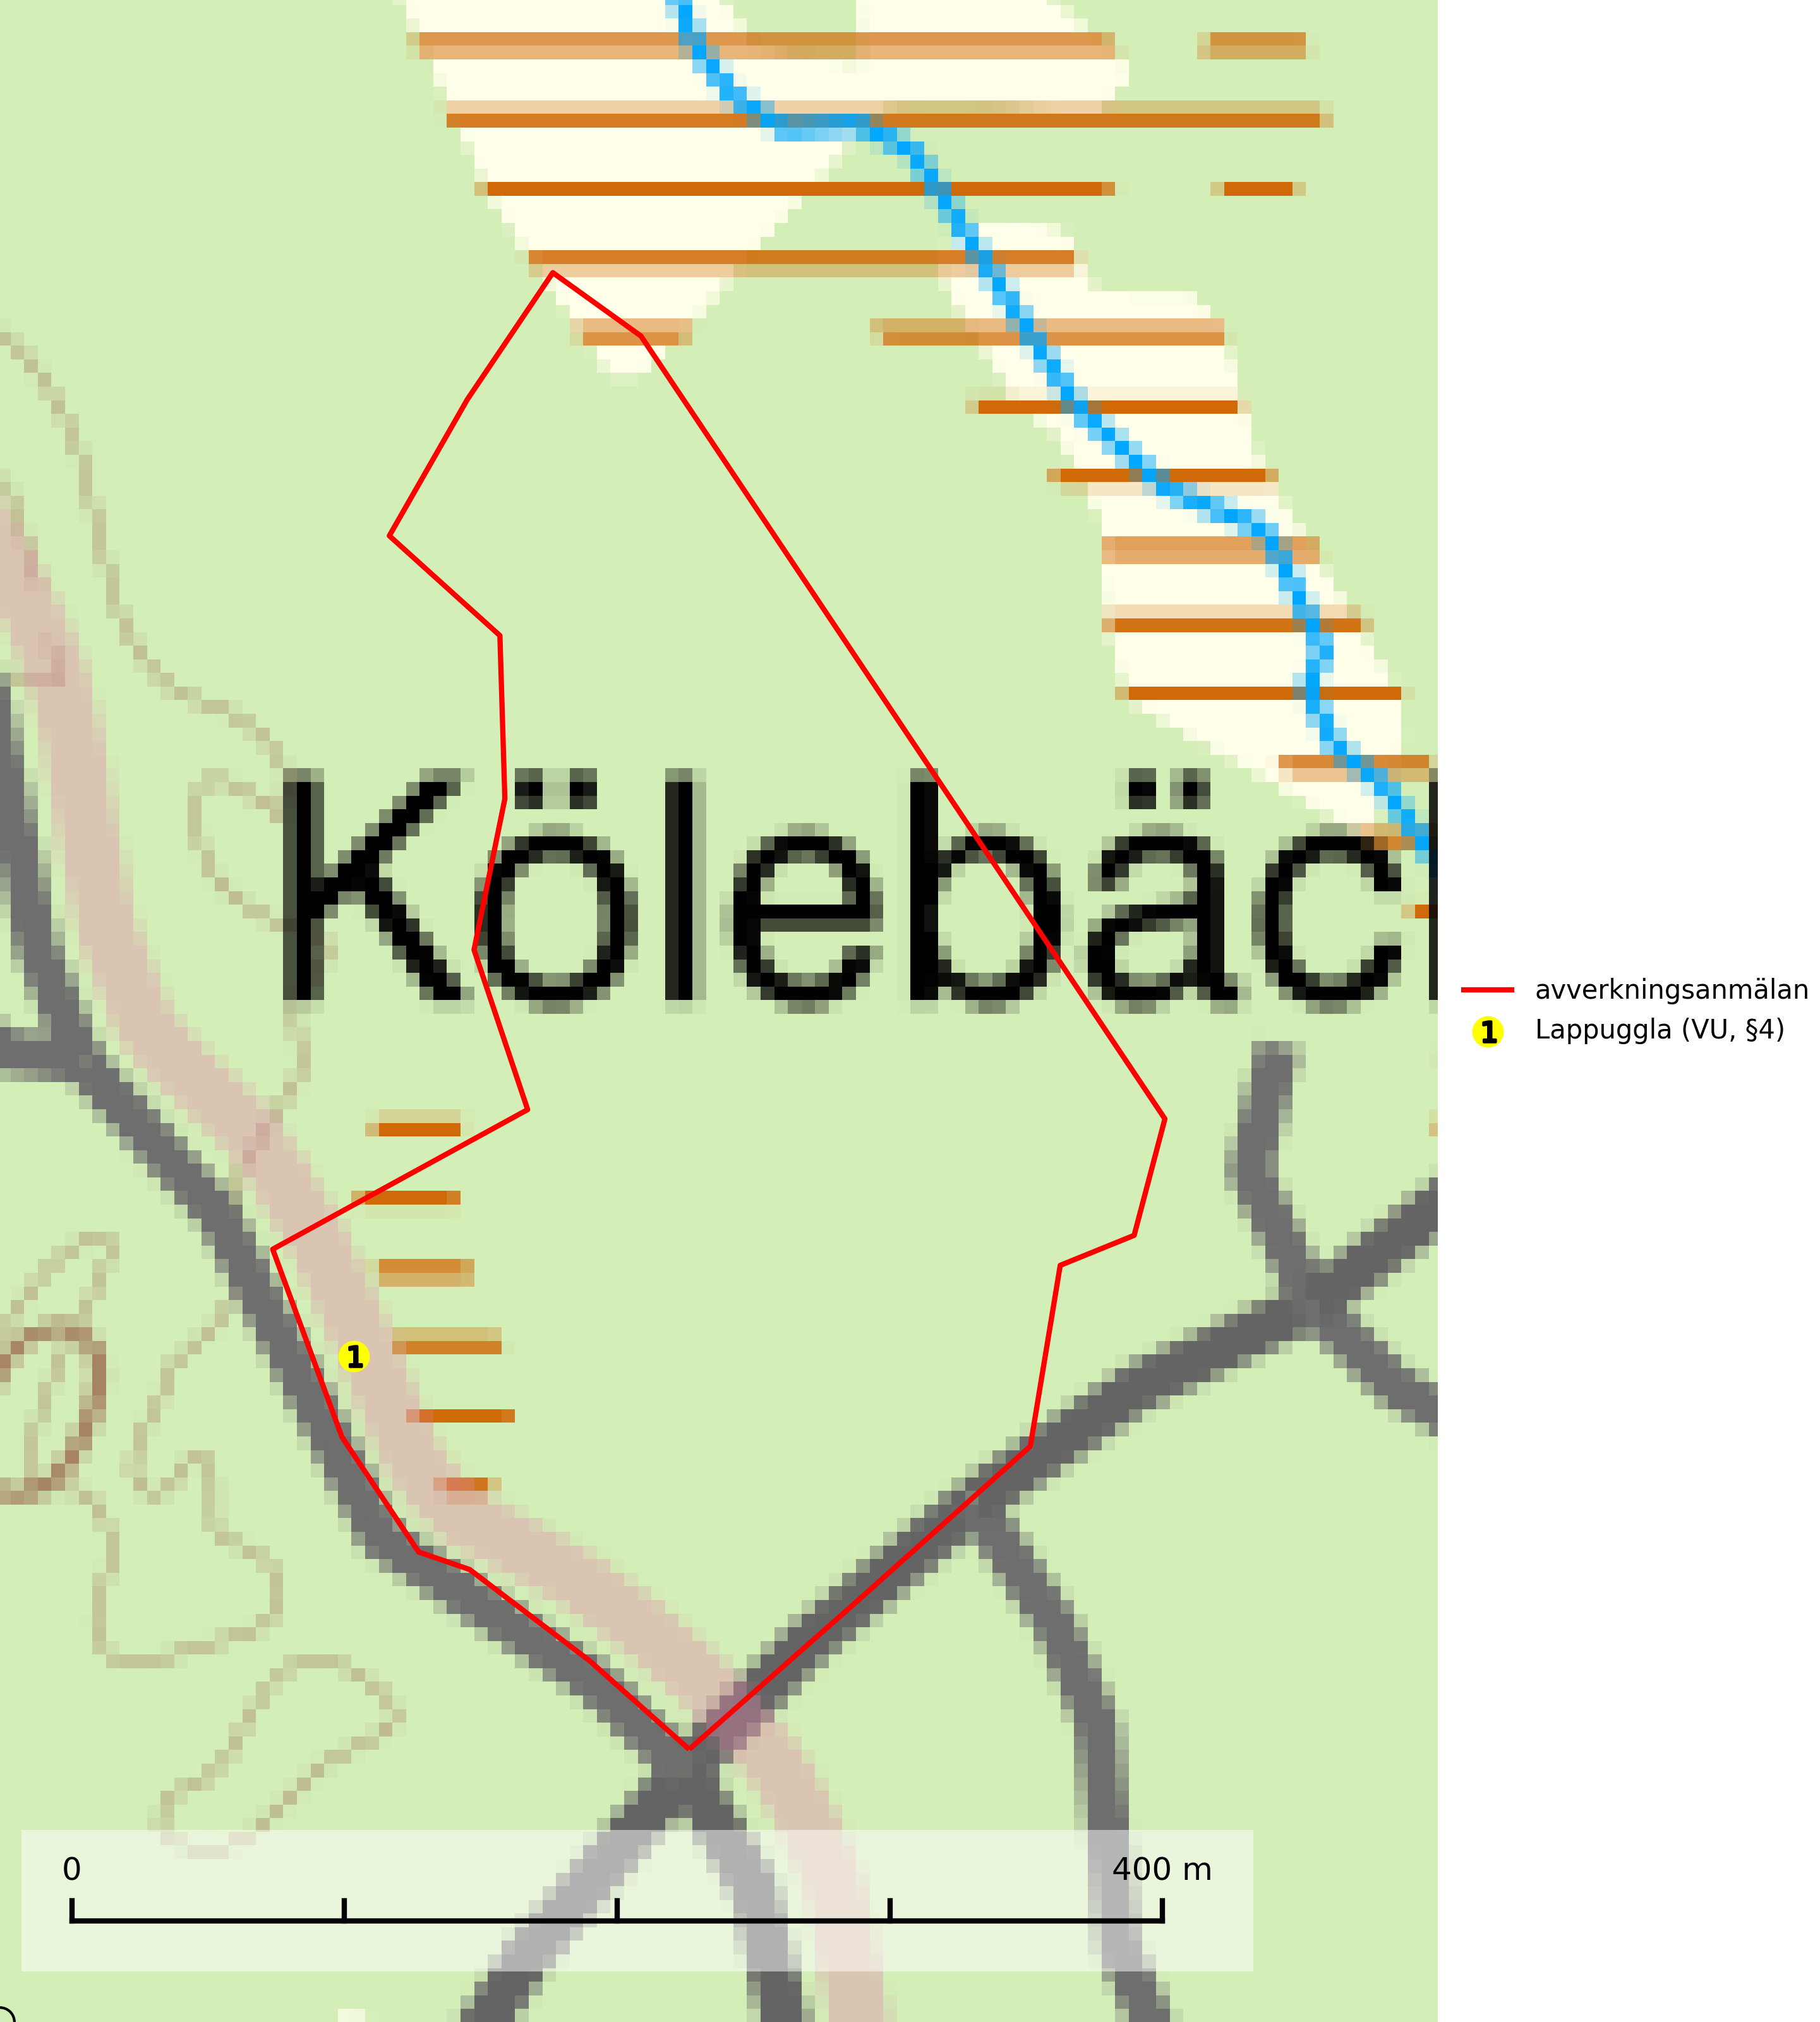 Kölebäc
avverkningsanmälan
1 Lappuggla (VU, §4)
1
0 400 m